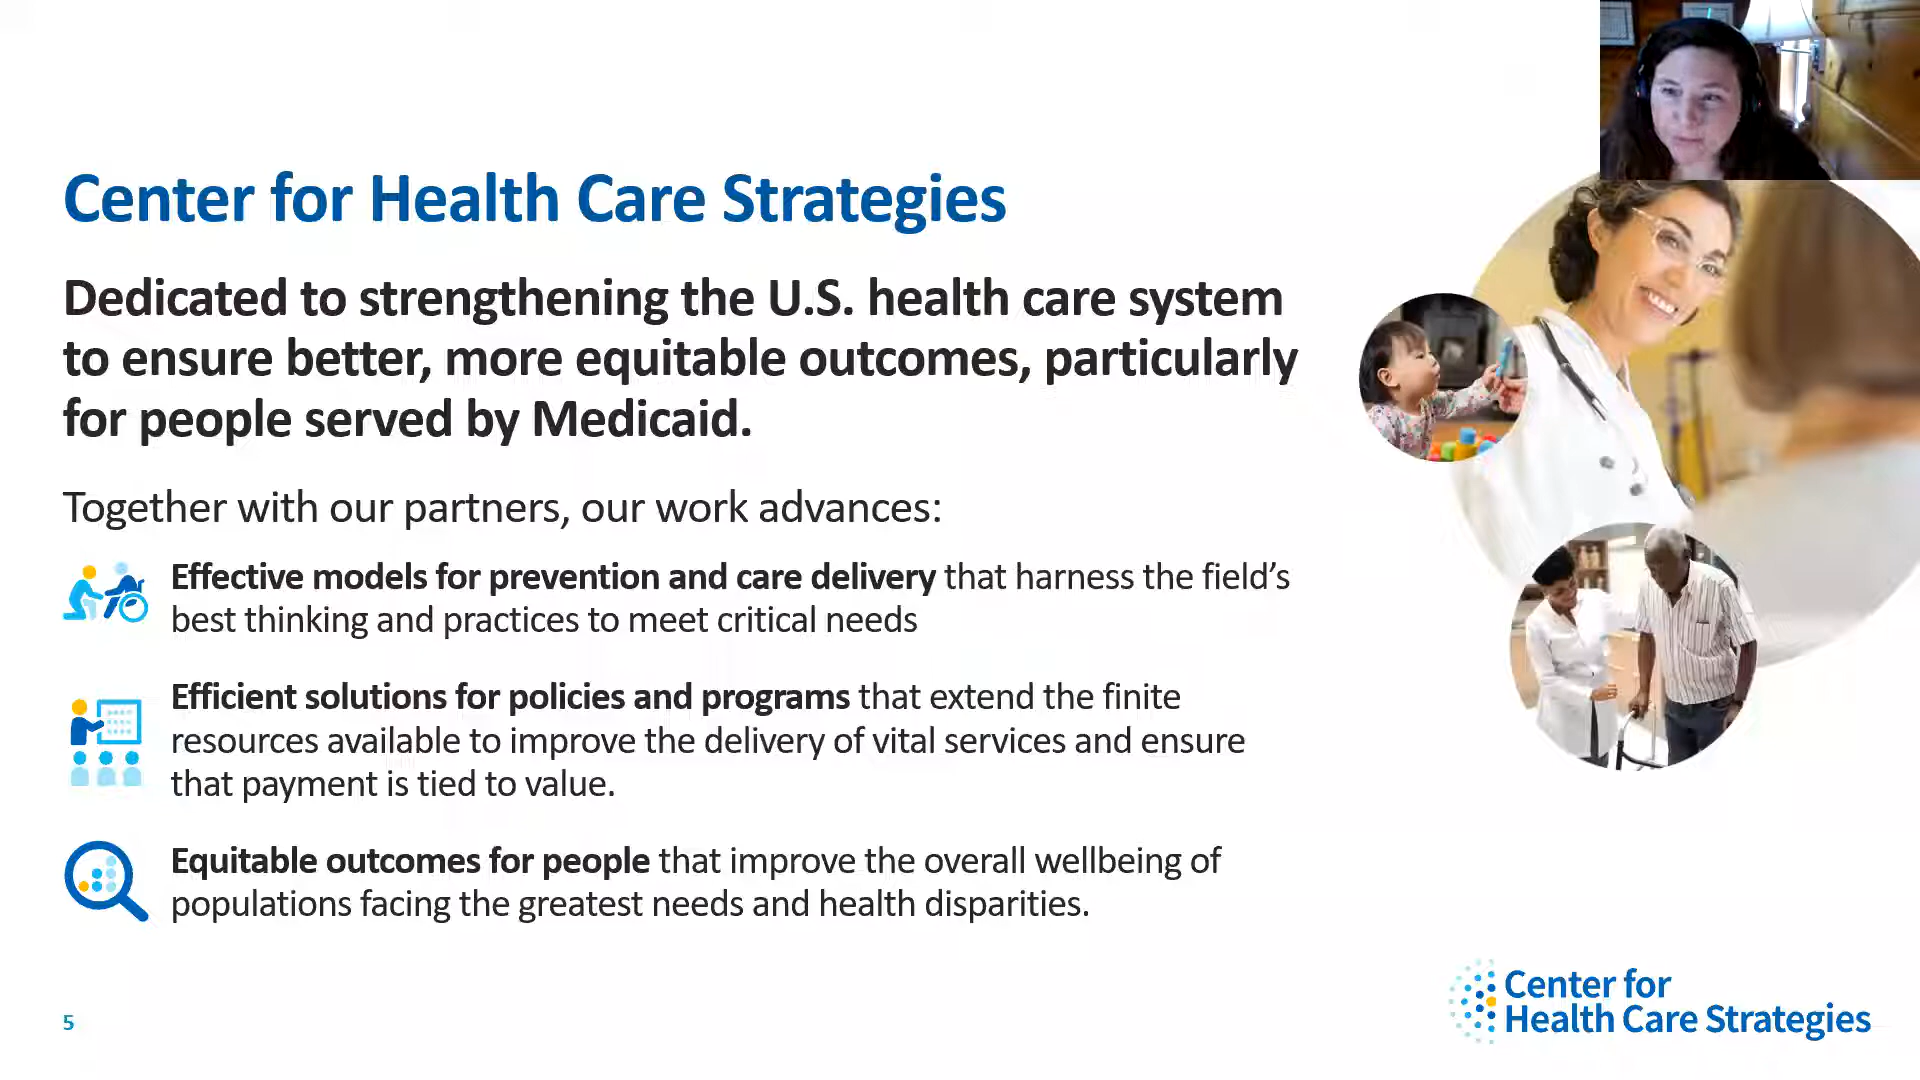 Center for Health Care Strategies
Dedicated to strengthening the U.S. health care system
to ensure better, more equitable outcomes, particularly
for people served by Medicaid.
Together with our partners, our work advances:
Effective models for prevention and care delivery that harness the field’s
best thinking and practices to meet critical needs
Efficient solutions for policies and programs that extend the finite
resources available to improve the delivery of vital services and ensure
that payment is tied to value.
Equitable outcomes for people that improve the overall wellbeing of
populations facing the greatest needs and health disparities.
5
Center for
Health Care Strategies